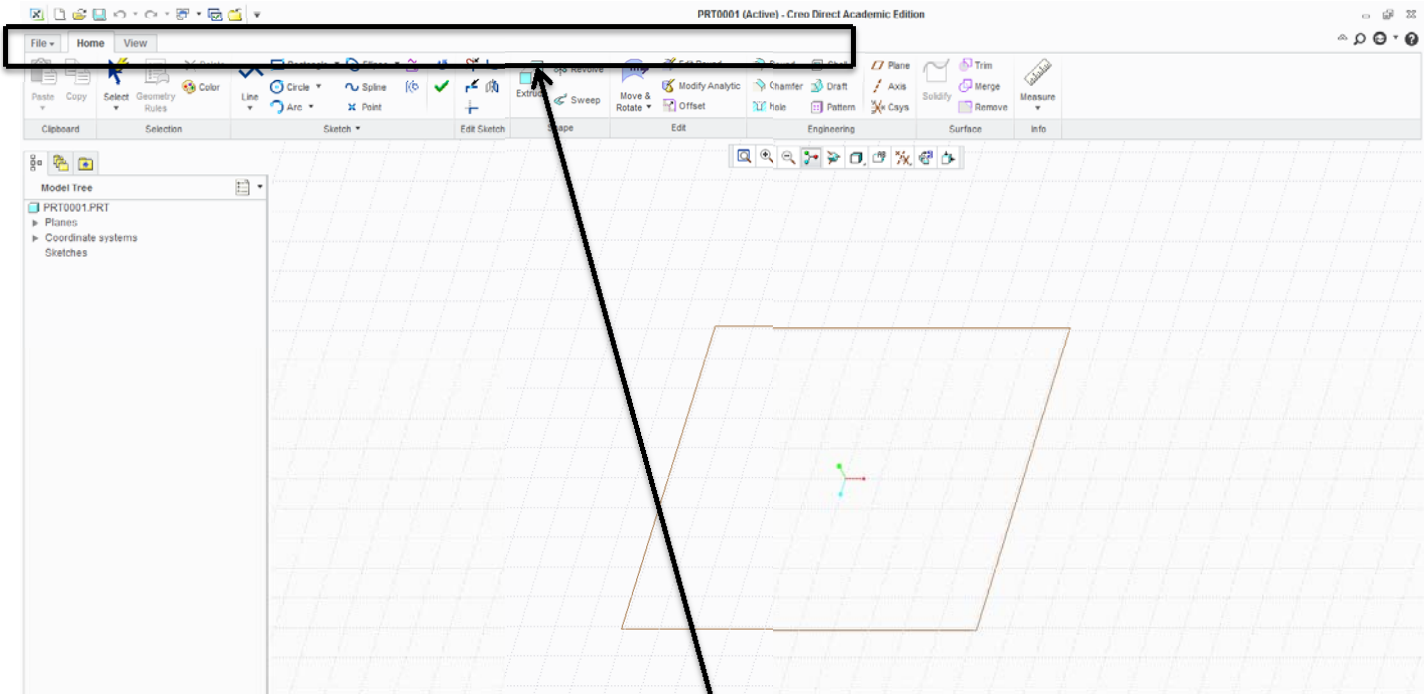 PRT0001 (Active) - Creo Direct Academic Edition
File Home View
Revolve Plane Trim
Color Circle Spline Modify Analytic Chamfer Draft Axis Merge
Paste Copy Select Geometry Rules Line Arc Point Sweep Move & Rotate Offset hole Pattern Csys Solidify Remove Measure
Clipboard Selection Sketch Edit Sketch Edit Engineering Surface Info
Model Tree
PRT0001.PRT
Planes
Coordinate systems
Sketches